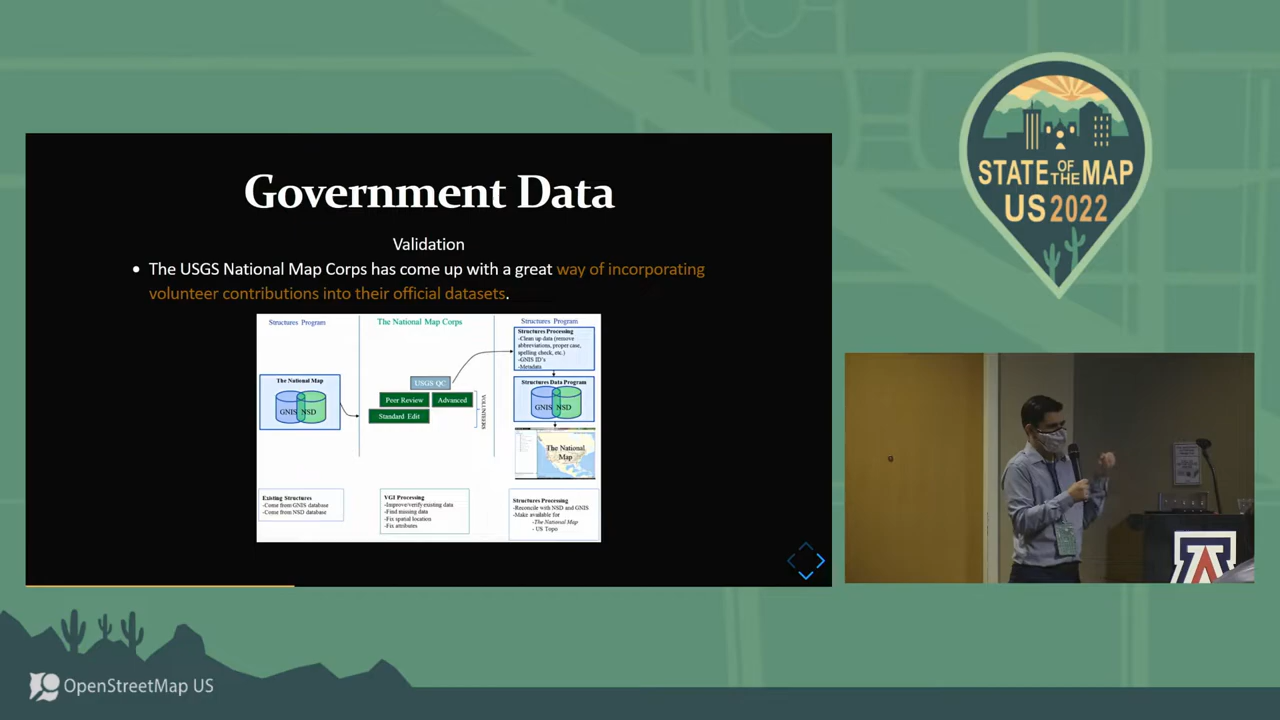 Government Data
Validation
• The USGS National Map Corps has come up with a great way of incorporating
volunteer contributions into their official datasets.
Structures Program
The National Map Corps
Structures Program
The National Map
GNIS NSD
USGS QC
Peer Review
Advanced
Standard Edit
VOLUNTEERS
Structures Processing
-Clean up data (remove
abbreviations, proper case,
spelling check, etc.)
-GNIS ID's
-Metadata
Structures Data Program
GNIS NSD
The National
Map
Existing Structures
-Come from GNIS database
-Come from NSD database
VGI Processing
-Improve/verify existing data
-Find missing data
-Fix spatial location
-Fix attributes
Structures Processing
-Reconcile with NSD and GNIS
-Make available for
-The National Map
- US Topo
STATE OF THE MAP
US 2022
A
OpenStreetMap US